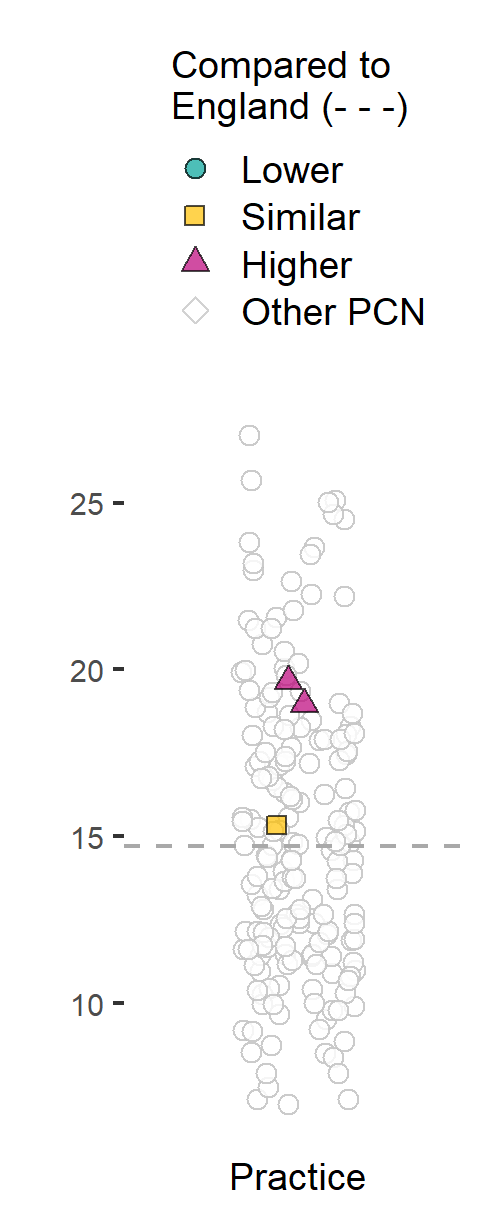 Compared to
England (- - -)
Lower
Similar
Higher
Other PCN
25
20
15
10
Practice